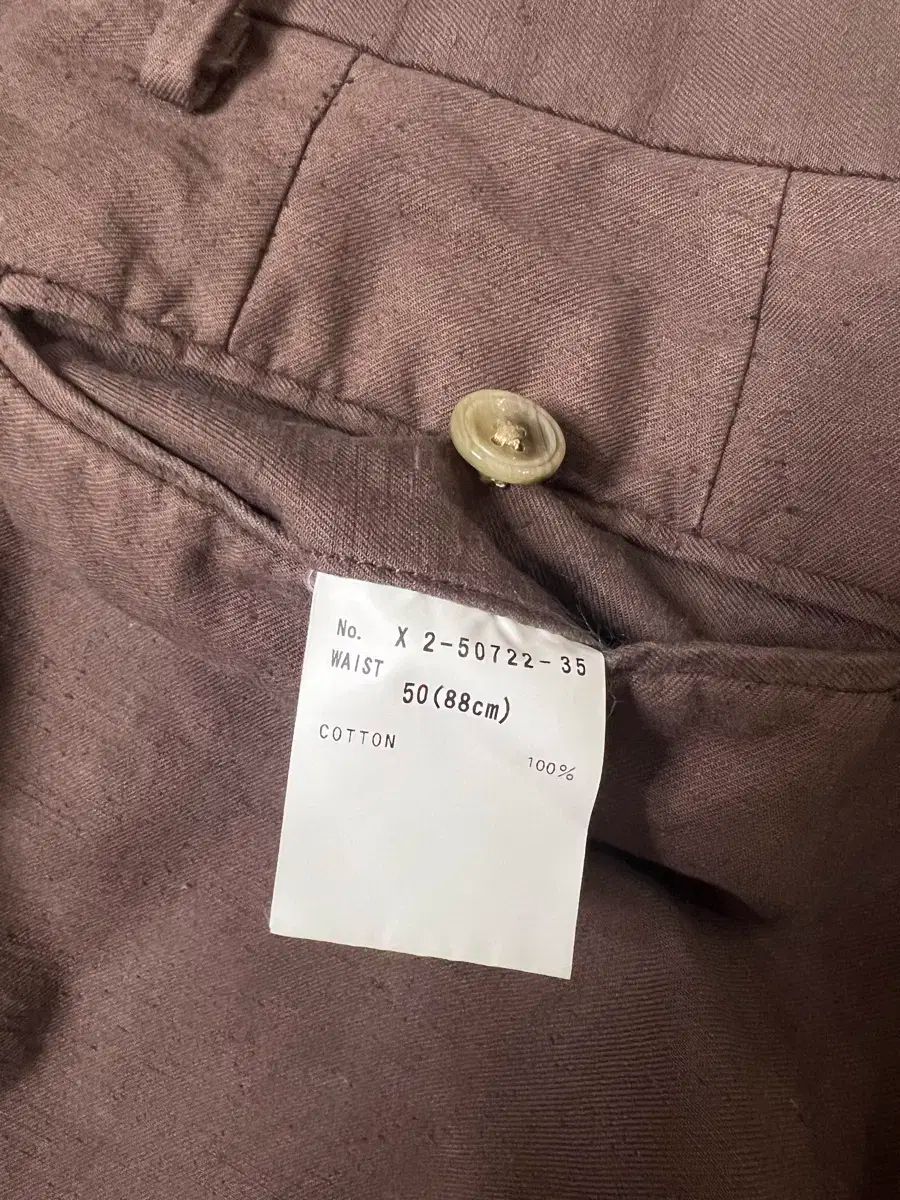 No. X 2-50722-35
WAIST 50(88cm)
COTTON 100%